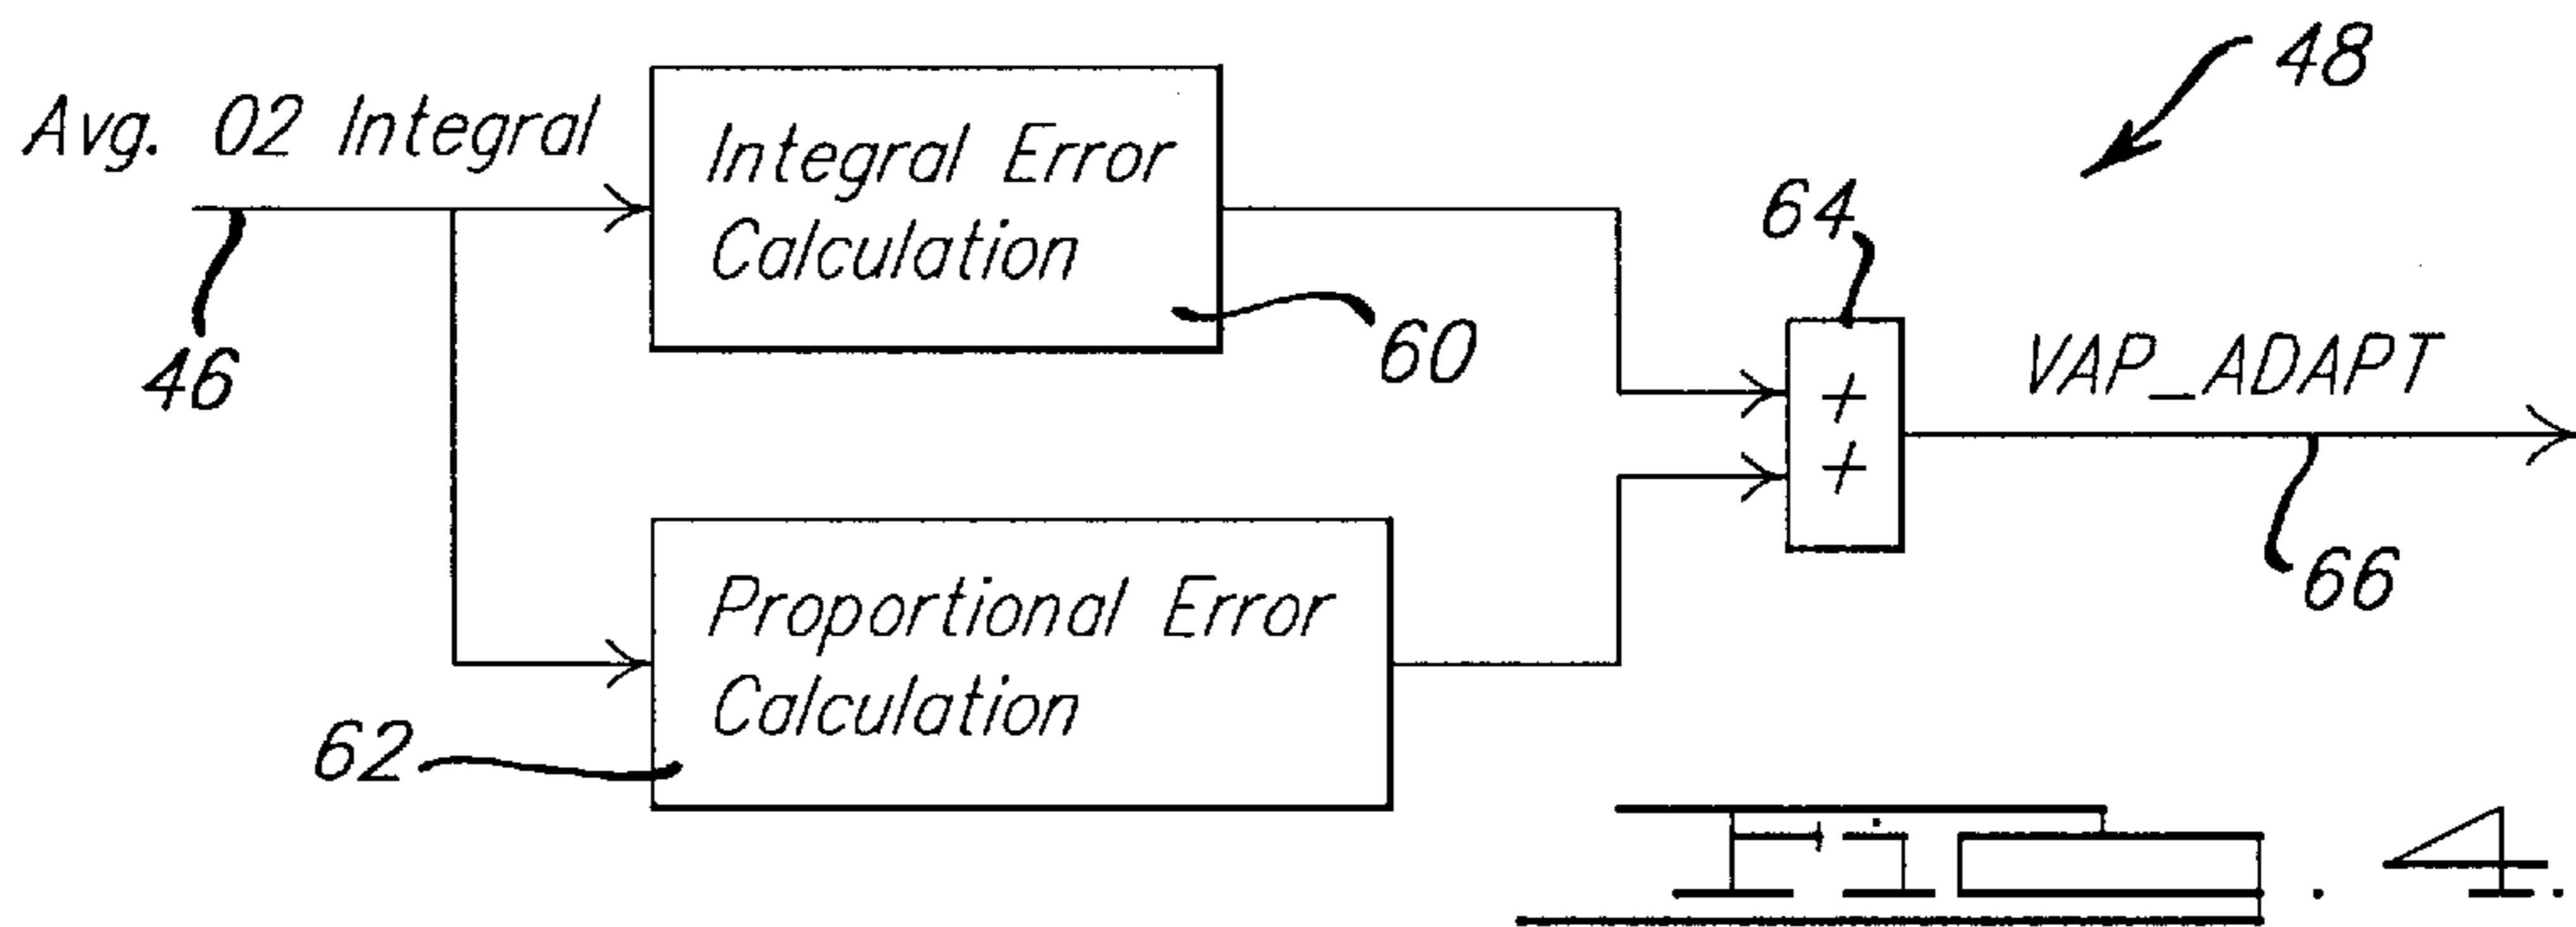 48
Avg. 02 Integral
Integral Error
Calculation
64
46
60
VAP_ADAPT
+
+
Proportional Error
Calculation
62
66
Fig. 4.